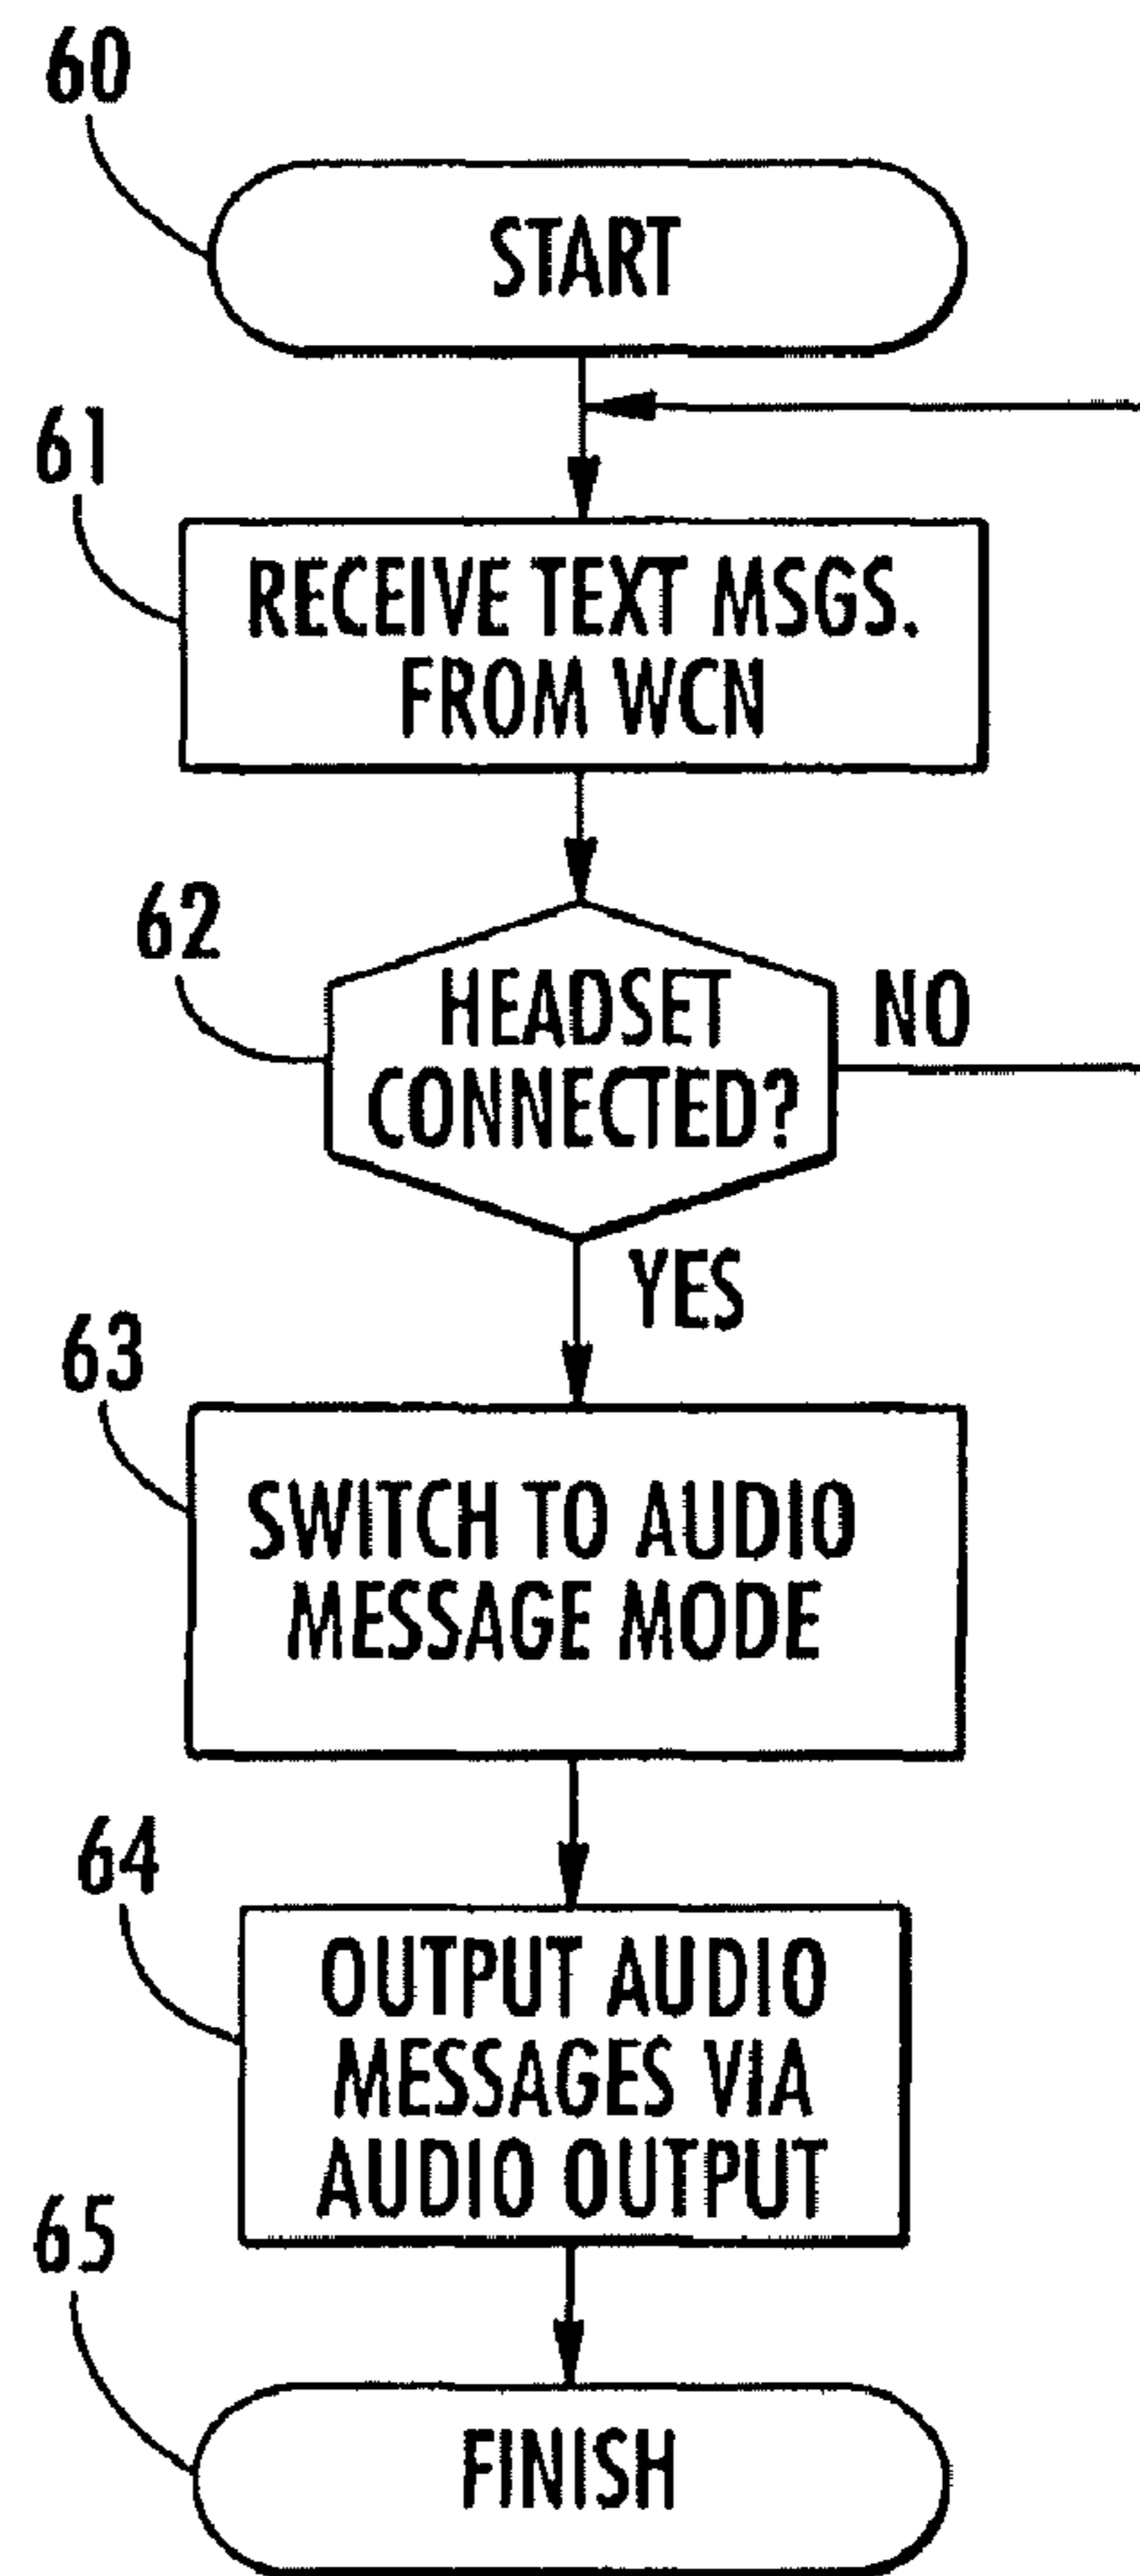 60
START
61
RECEIVE TEXT MSGS.
FROM WCN
62
HEADSET
CONNECTED?
NO
YES
63
SWITCH TO AUDIO
MESSAGE MODE
64
OUTPUT AUDIO
MESSAGES VIA
AUDIO OUTPUT
65
FINISH